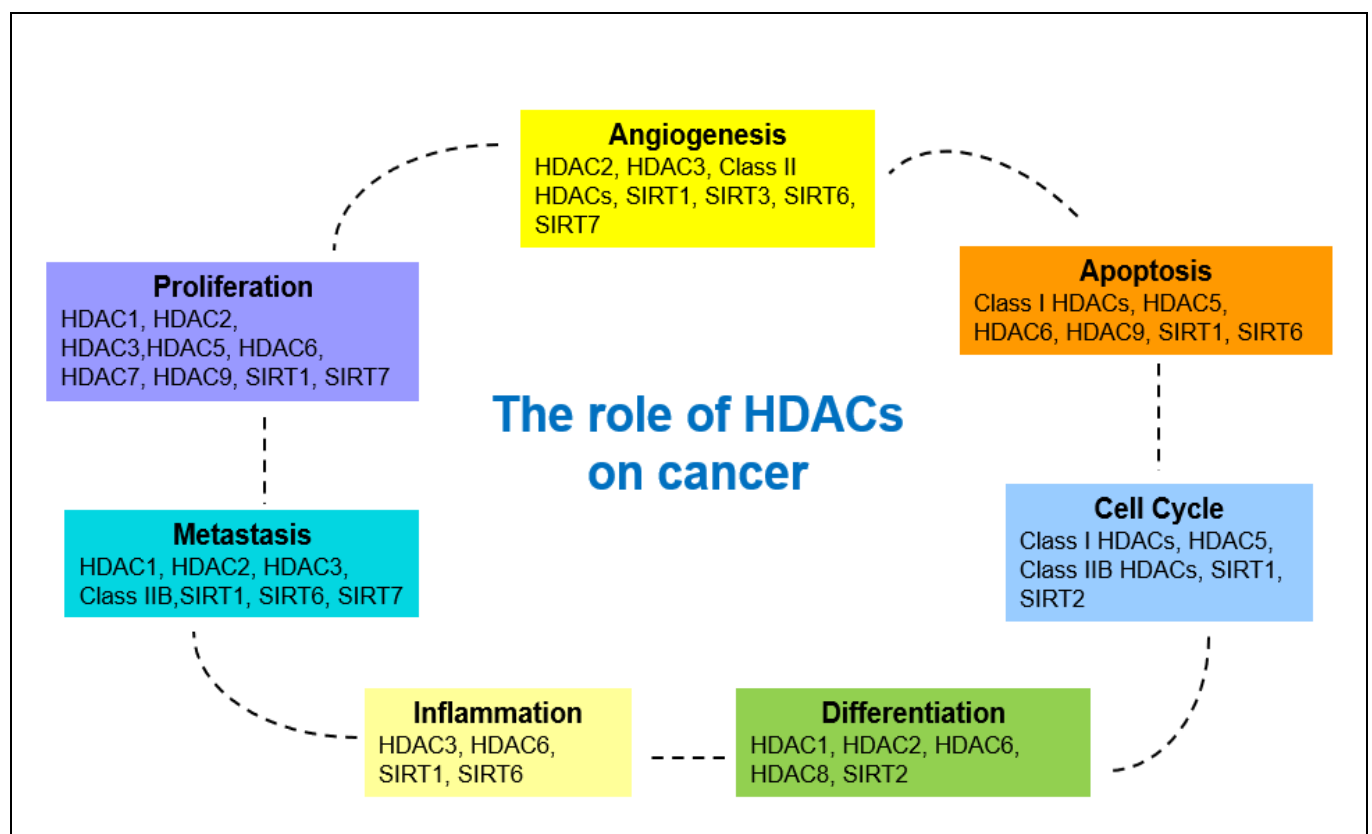 Angiogenesis
HDAC2, HDAC3, Class II
HDACs, SIRT1, SIRT3, SIRT6,
SIRT7
Apoptosis
Class I HDACs, HDAC5,
HDAC6, HDAC9, SIRT1, SIRT6
Proliferation
HDAC1, HDAC2,
HDAC3,HDAC5, HDAC6,
HDAC7, HDAC9, SIRT1, SIRT7
The role of HDACs
on cancer
Cell Cycle
Class I HDACs, HDAC5,
Class IIB HDACs, SIRT1,
SIRT2
Metastasis
HDAC1, HDAC2, HDAC3,
Class IIB,SIRT1, SIRT6, SIRT7
Inflammation
HDAC3, HDAC6,
SIRT1, SIRT6
Differentiation
HDAC1, HDAC2, HDAC6,
HDAC8, SIRT2